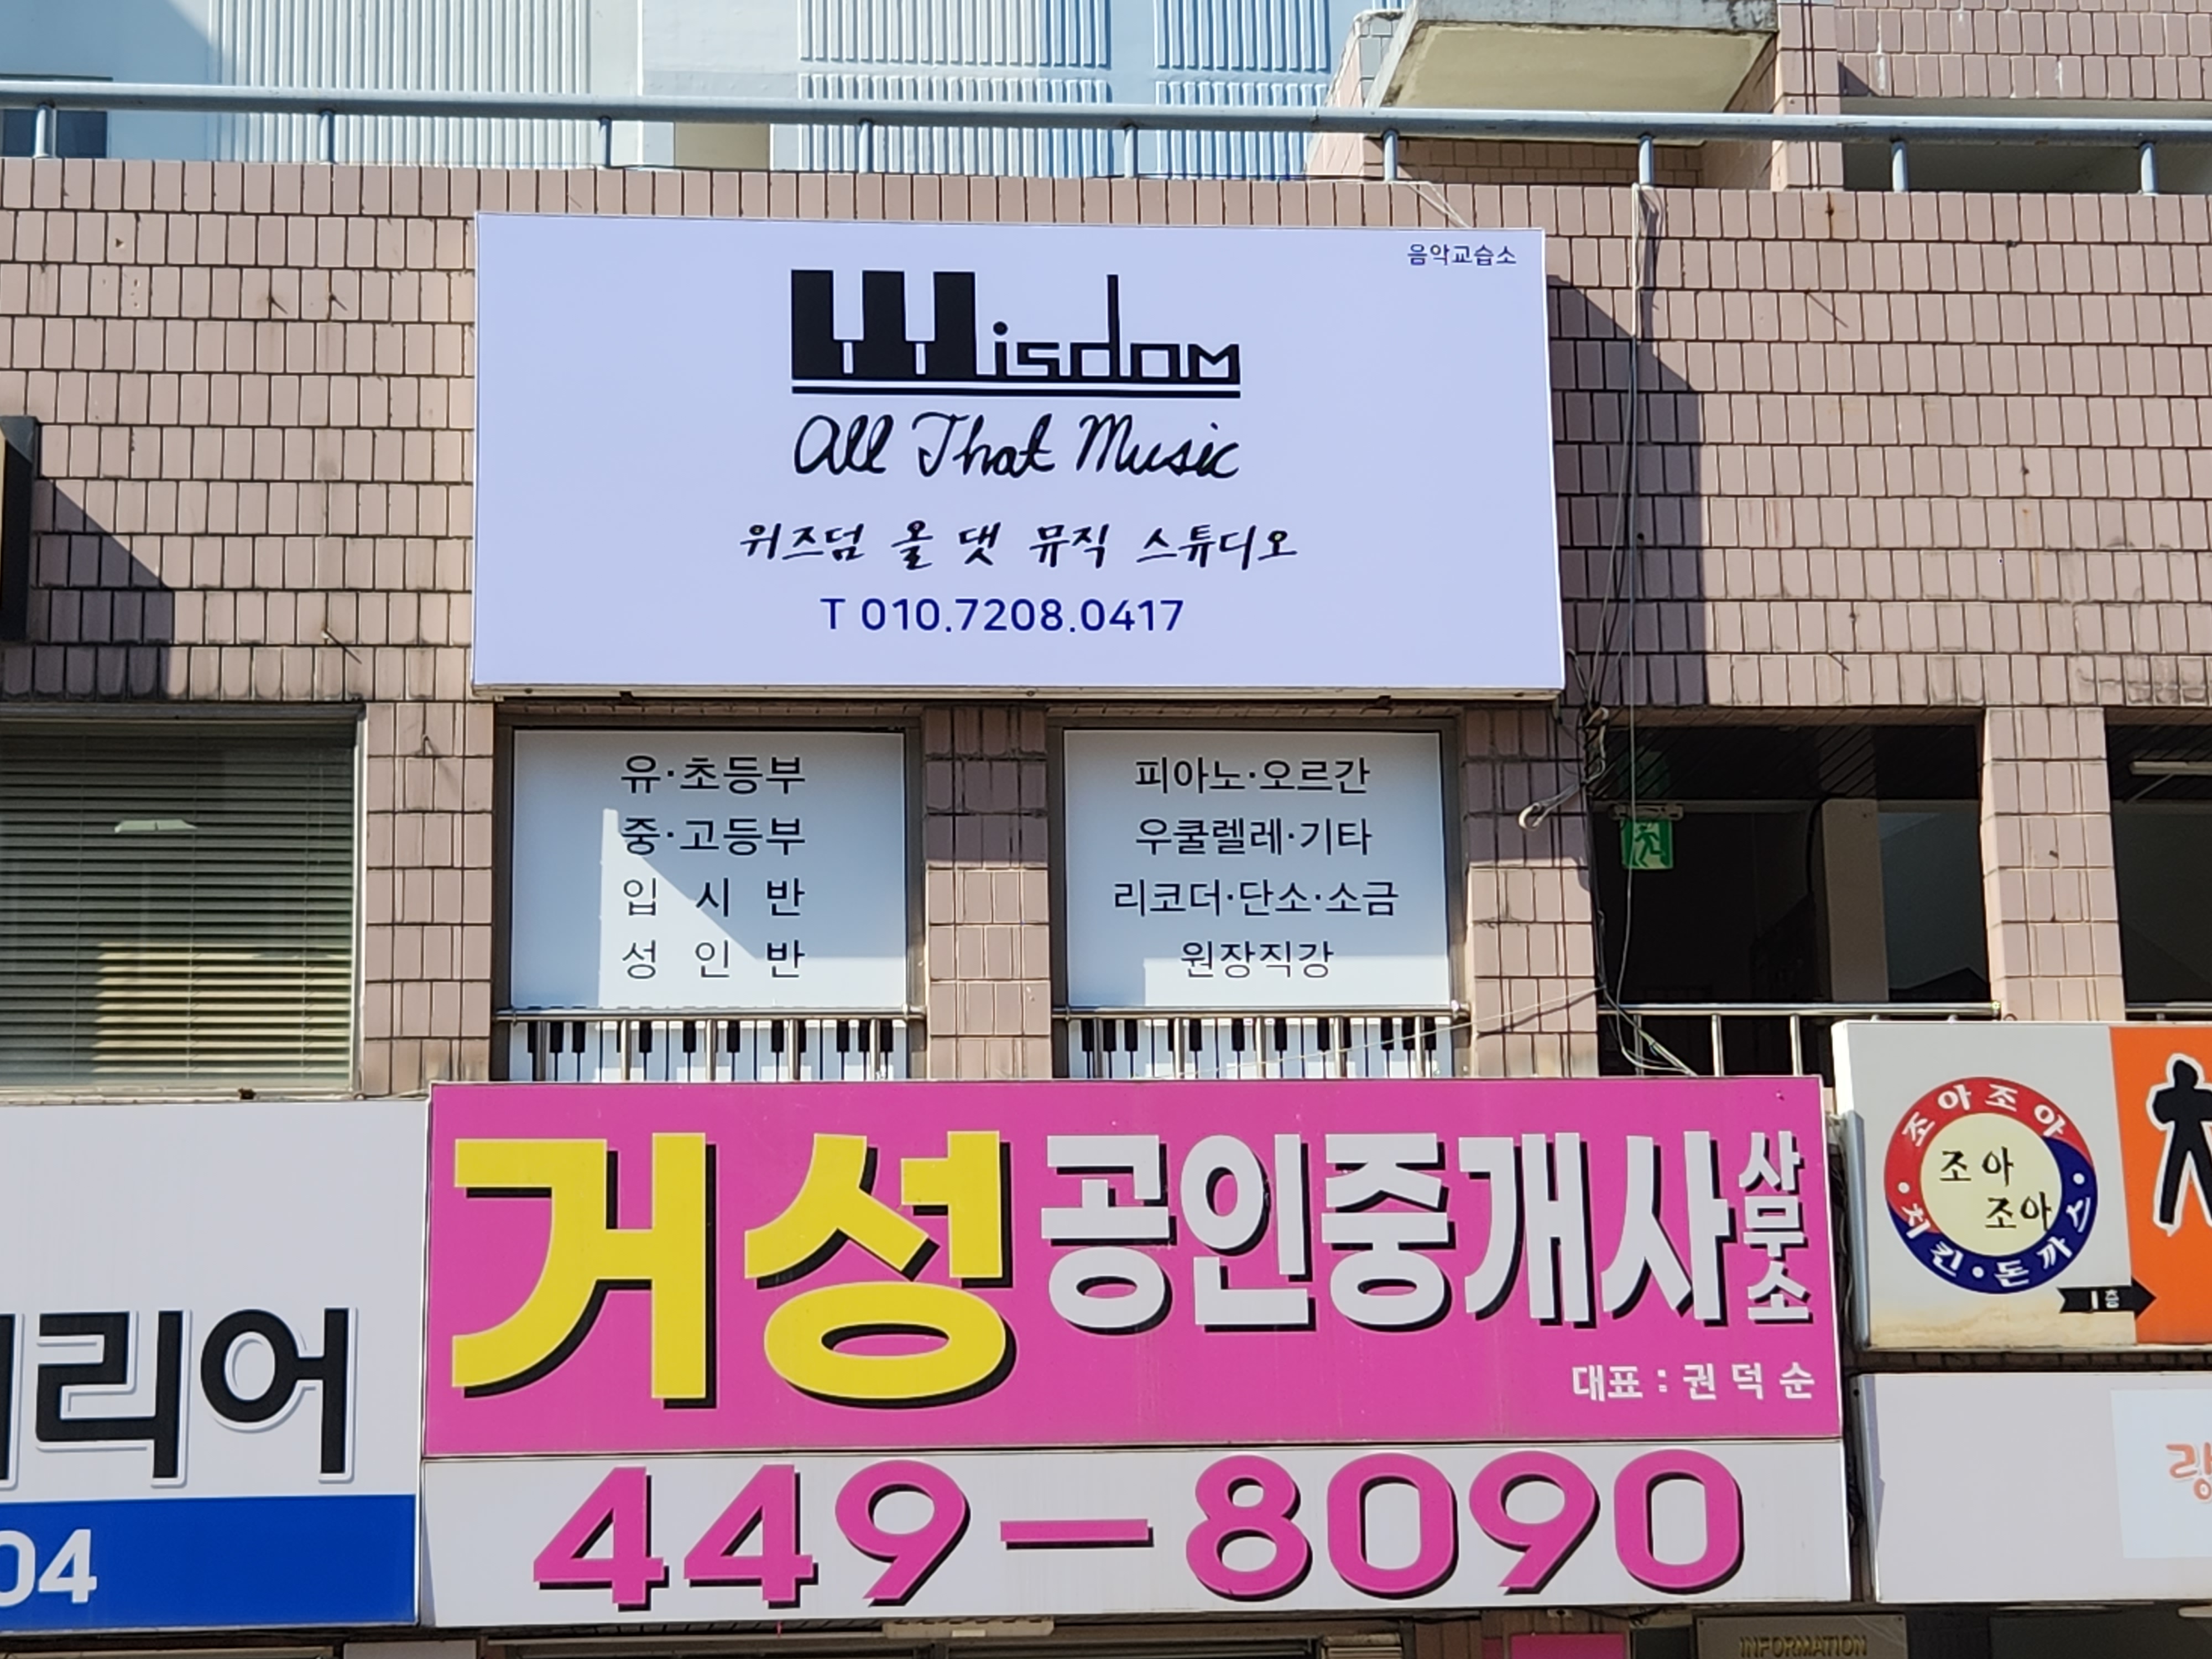 음악교습소
Wisdom
All That Music
위즈덤 올 댓 뮤직 스튜디오
T 010.7208.0417
유·초등부
중·고등부
입 시 반
성 인 반
피아노·오르간
우쿨렐레·기타
리코더·단소·소금
원장직강
거성 공인중개사 사무소
대표 : 권덕순
449-8090
조아조아
조아
조아
치킨·돈까스
1층
리어
04
랑
INFORMATION